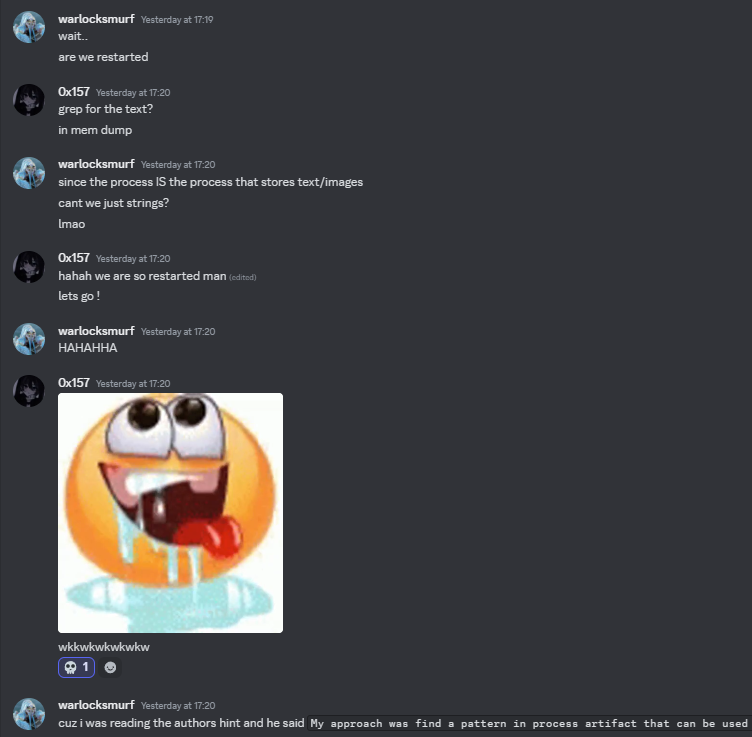 warlocksmurf Yesterday at 17:19
wait..
are we restarted
0x157 Yesterday at 17:20
grep for the text?
in mem dump
warlocksmurf Yesterday at 17:20
since the process IS the process that stores text/images
cant we just strings?
lmao
0x157 Yesterday at 17:20
hahah we are so restarted man (edited)
lets go !
warlocksmurf Yesterday at 17:20
HAHAHHA
0x157 Yesterday at 17:20
wkkwkwkwkwkw
1
warlocksmurf Yesterday at 17:20
cuz i was reading the authors hint and he said My approach was find a pattern in process artifact that can be used